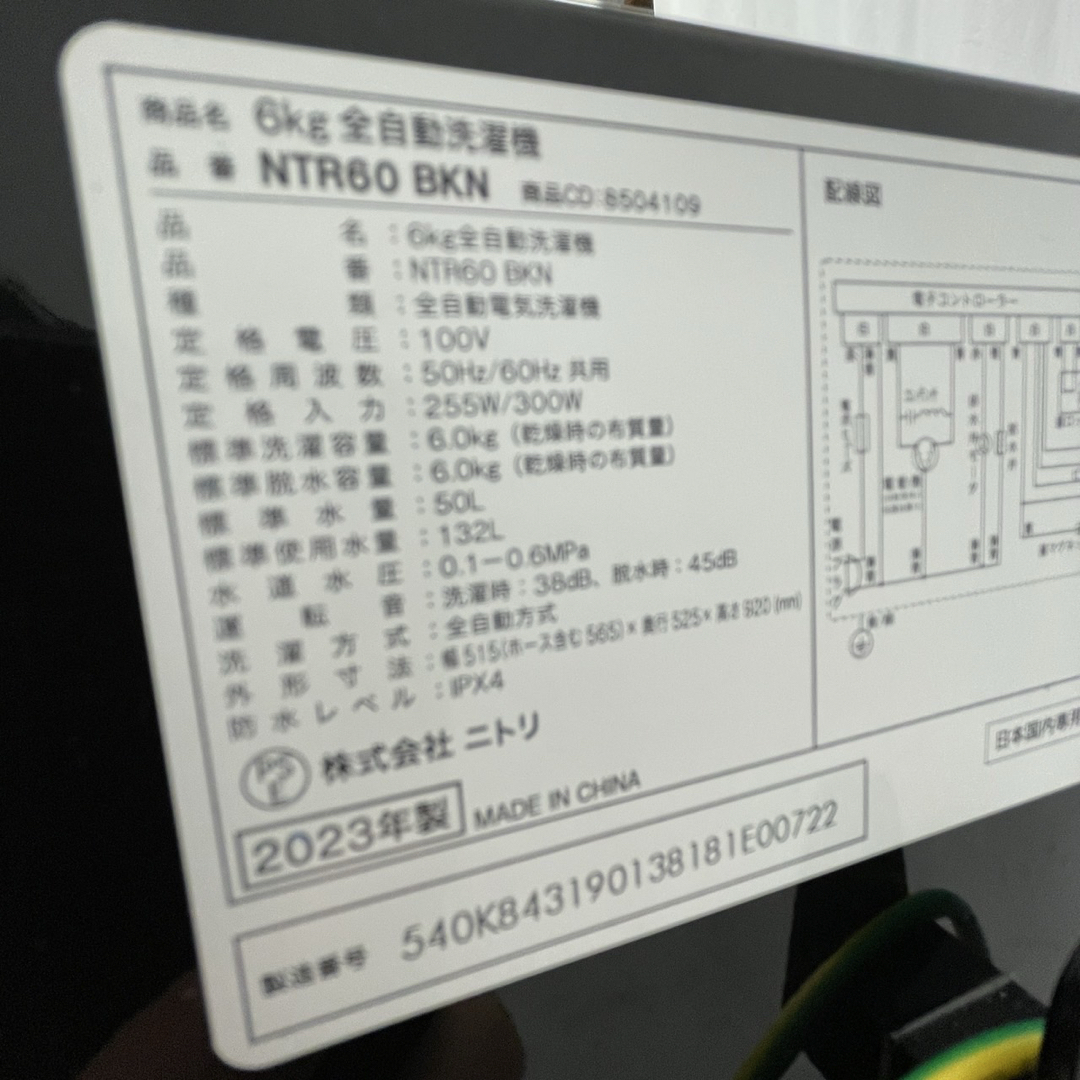 商品名 6kg 全自動洗濯機
品番 NTR60 BKN 商品CD:8504109
品名:6kg全自動洗濯機
品番:NTR60 BKN
種類:全自動電気洗濯機
定格電圧:100V
定格周波数:50Hz/60Hz 共用
定格入力:255W/300W
標準洗濯容量:6.0kg(乾燥時の布質量)
標準脱水容量:6.0kg(乾燥時の布質量)
標準水量:50L
標準使用水量:132L
水道水圧:0.1-0.6MPa
運転音:洗濯時:38dB、脱水時:45dB
洗濯方式:全自動方式
外形寸法:幅515(ホース含む565)×奥行525×高さ920(mm)
防水レベル:IPX4
株式会社 ニトリ
2023年製 MADE IN CHINA
製造番号 540K843190138181E00722
配線図
電子コントローラー
日本国内専用